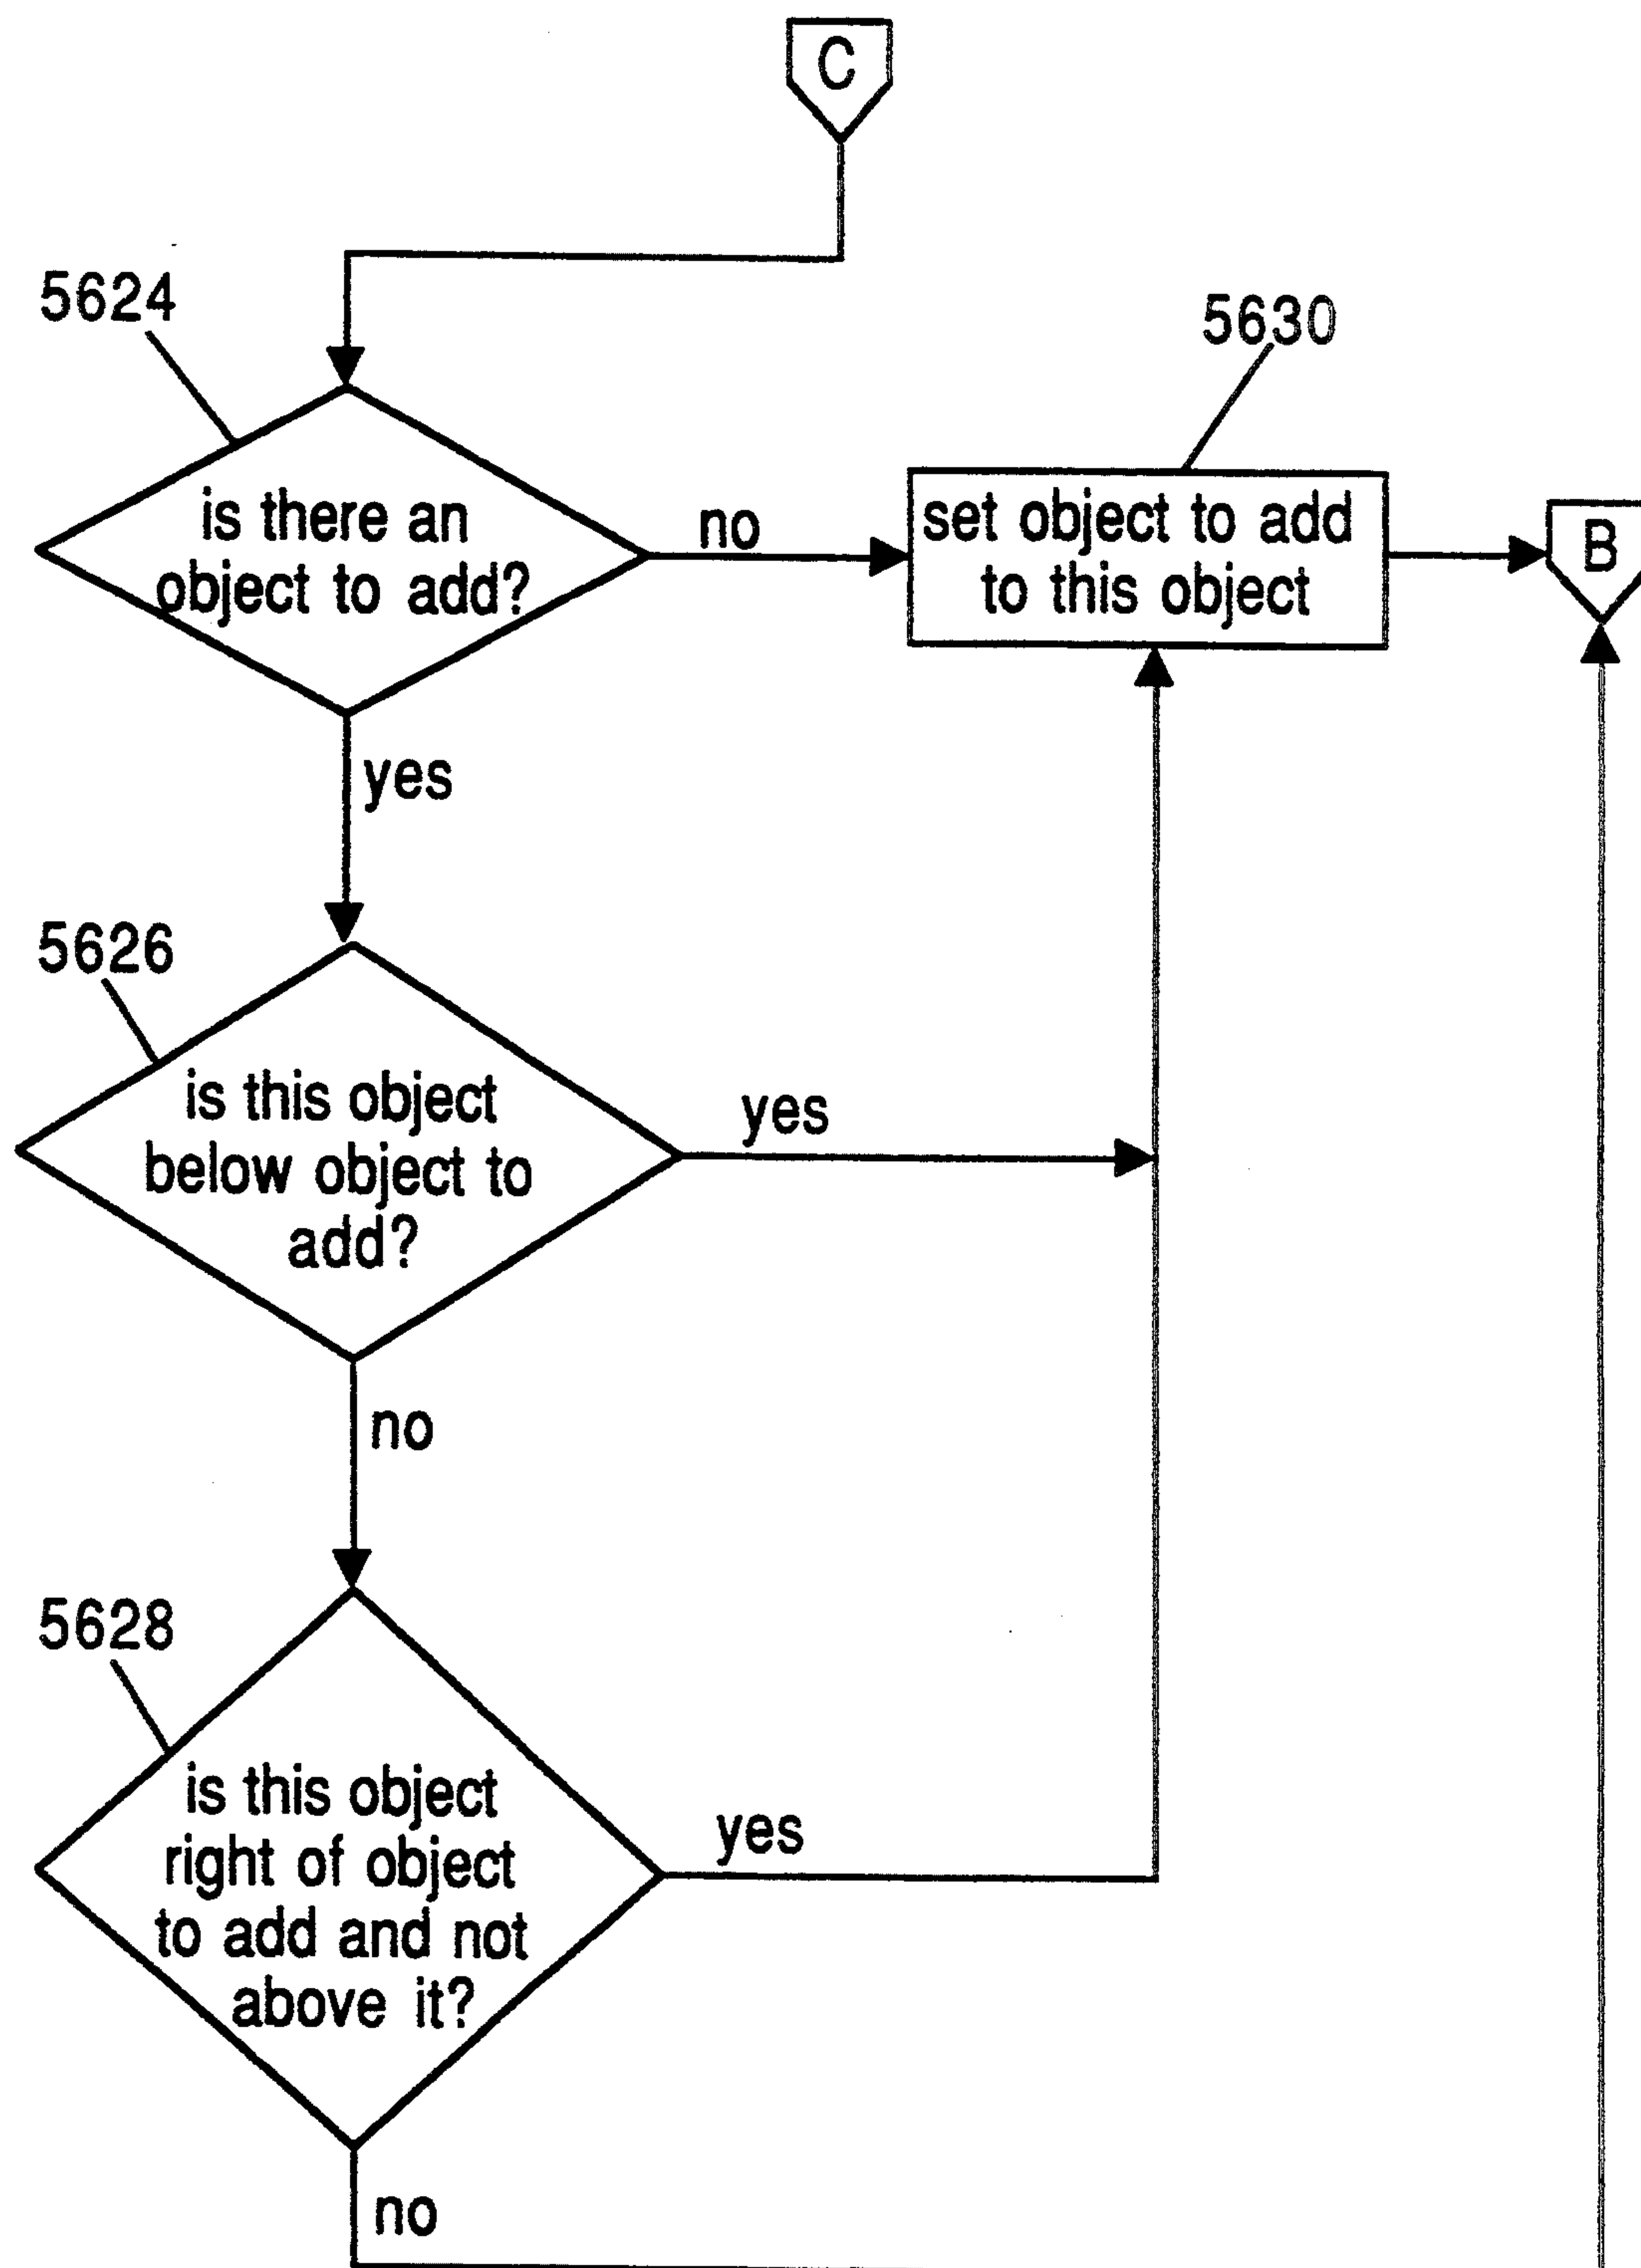 C
5624
5630
is there an
object to add?
no
set object to add
to this object
B
yes
5626
is this object
below object to
add?
yes
no
5628
is this object
right of object
to add and not
above it?
yes
no